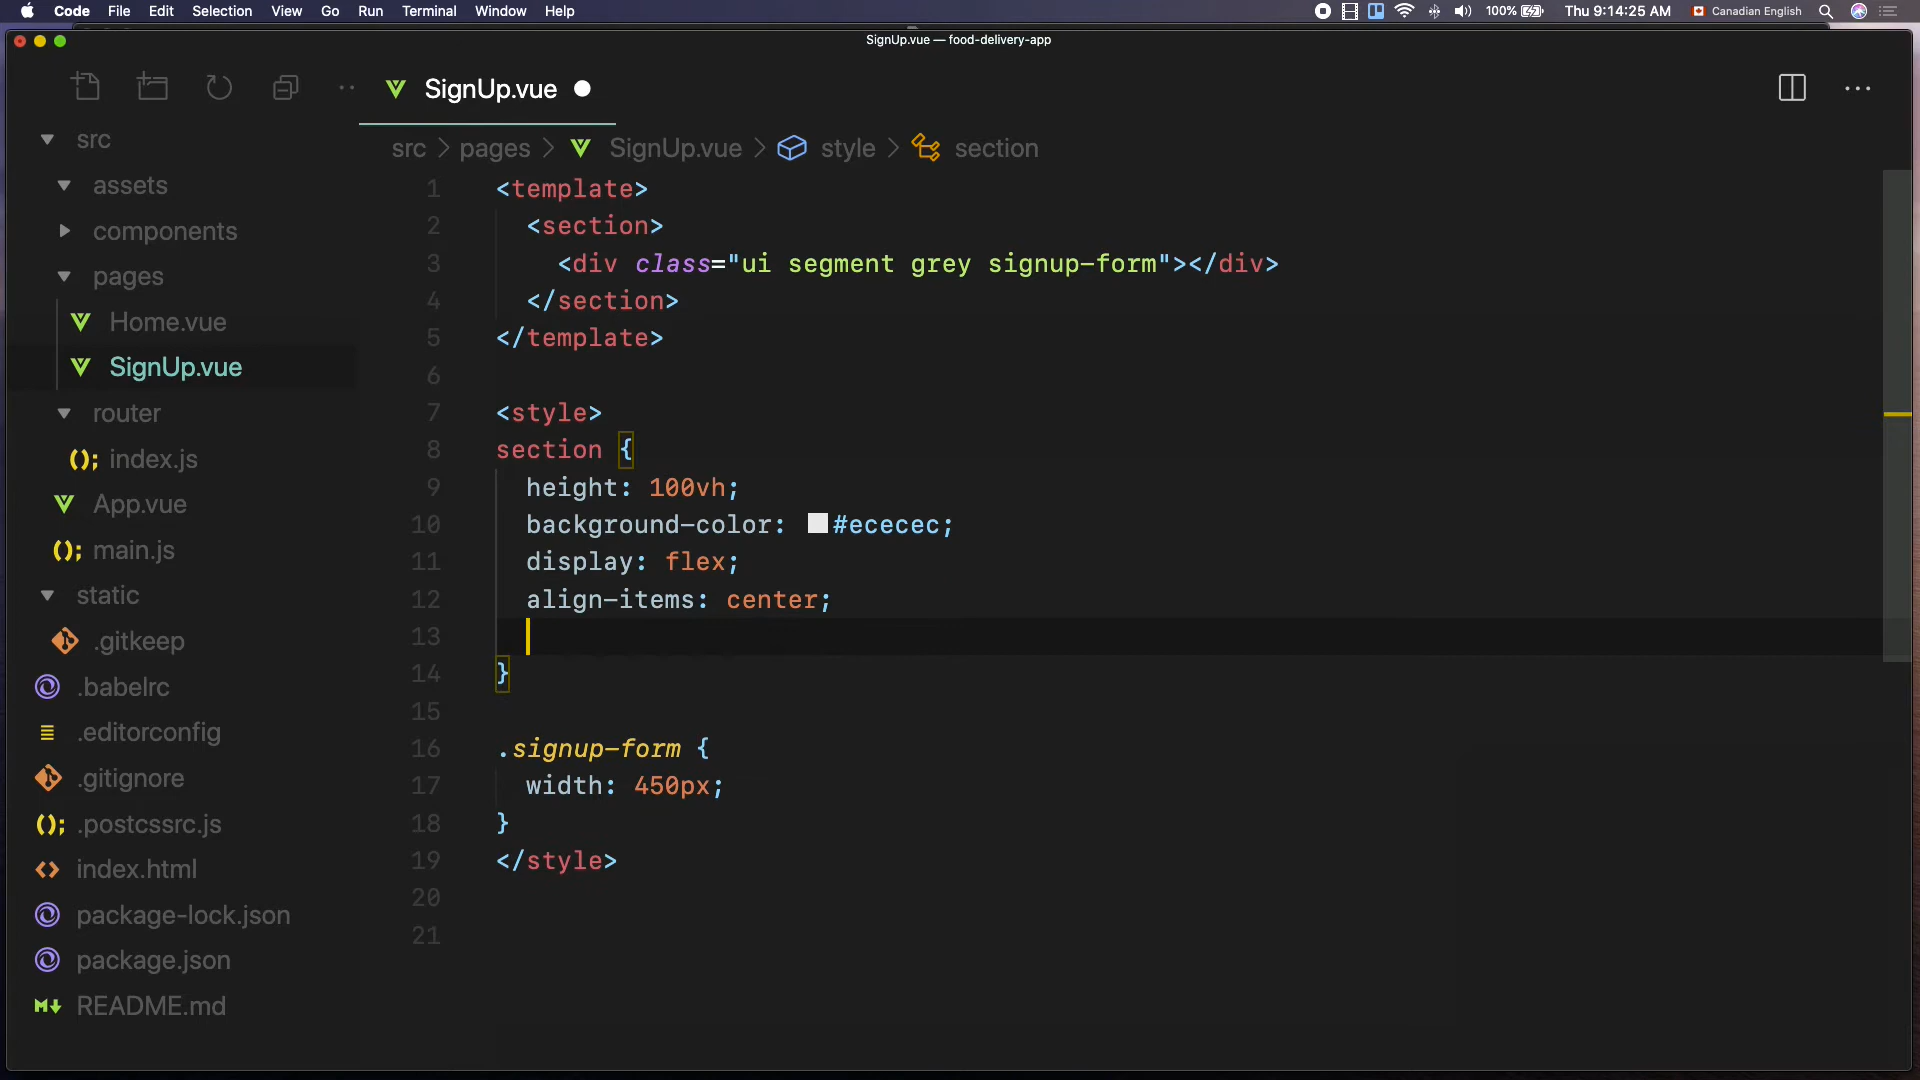 Code File Edit Selection View Go Run Terminal Window Help 100% Thu 9:14:25 AM Canadian English
SignUp.vue — food-delivery-app
SignUp.vue
src > pages > SignUp.vue > style > section
src
assets
components
pages
Home.vue
SignUp.vue
router
index.js
App.vue
main.js
static
.gitkeep
.babelrc
.editorconfig
.gitignore
.postcssrc.js
index.html
package-lock.json
package.json
README.md
1 <template>
2 <section>
3 <div class="ui segment grey signup-form"></div>
4 </section>
5 </template>
6
7 <style>
8 section {
9 height: 100vh;
10 background-color: #ececec;
11 display: flex;
12 align-items: center;
13
14 }
15
16 .signup-form {
17 width: 450px;
18 }
19 </style>
20
21